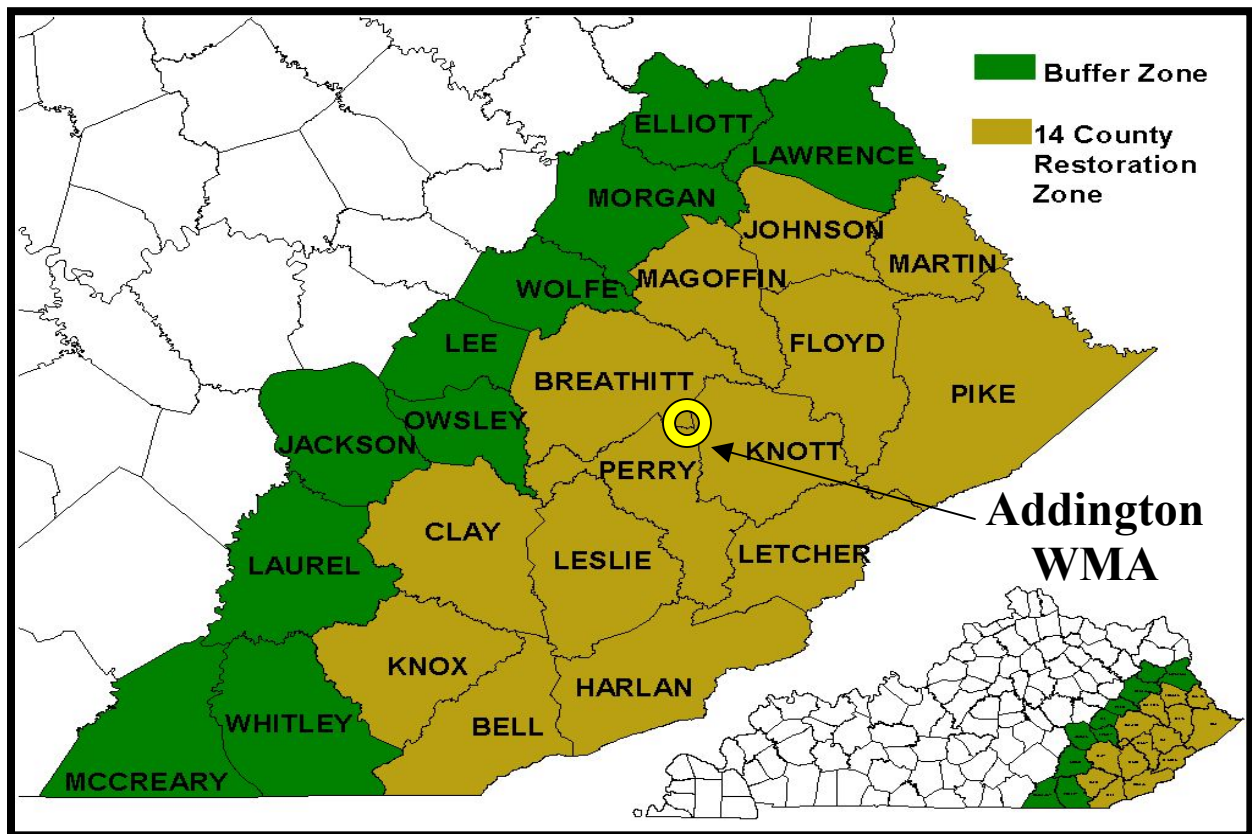 Buffer Zone
14 County
Restoration
Zone
ELLIOTT
LAWRENCE
MORGAN
JOHNSON
MARTIN
MAGOFFIN
WOLFE
LEE
FLOYD
BREATHITT
PIKE
OWSLEY
JACKSON
KNOTT
PERRY
Addington
WMA
CLAY
LESLIE
LETCHER
LAUREL
KNOX
HARLAN
WHITLEY
BELL
MCCREARY